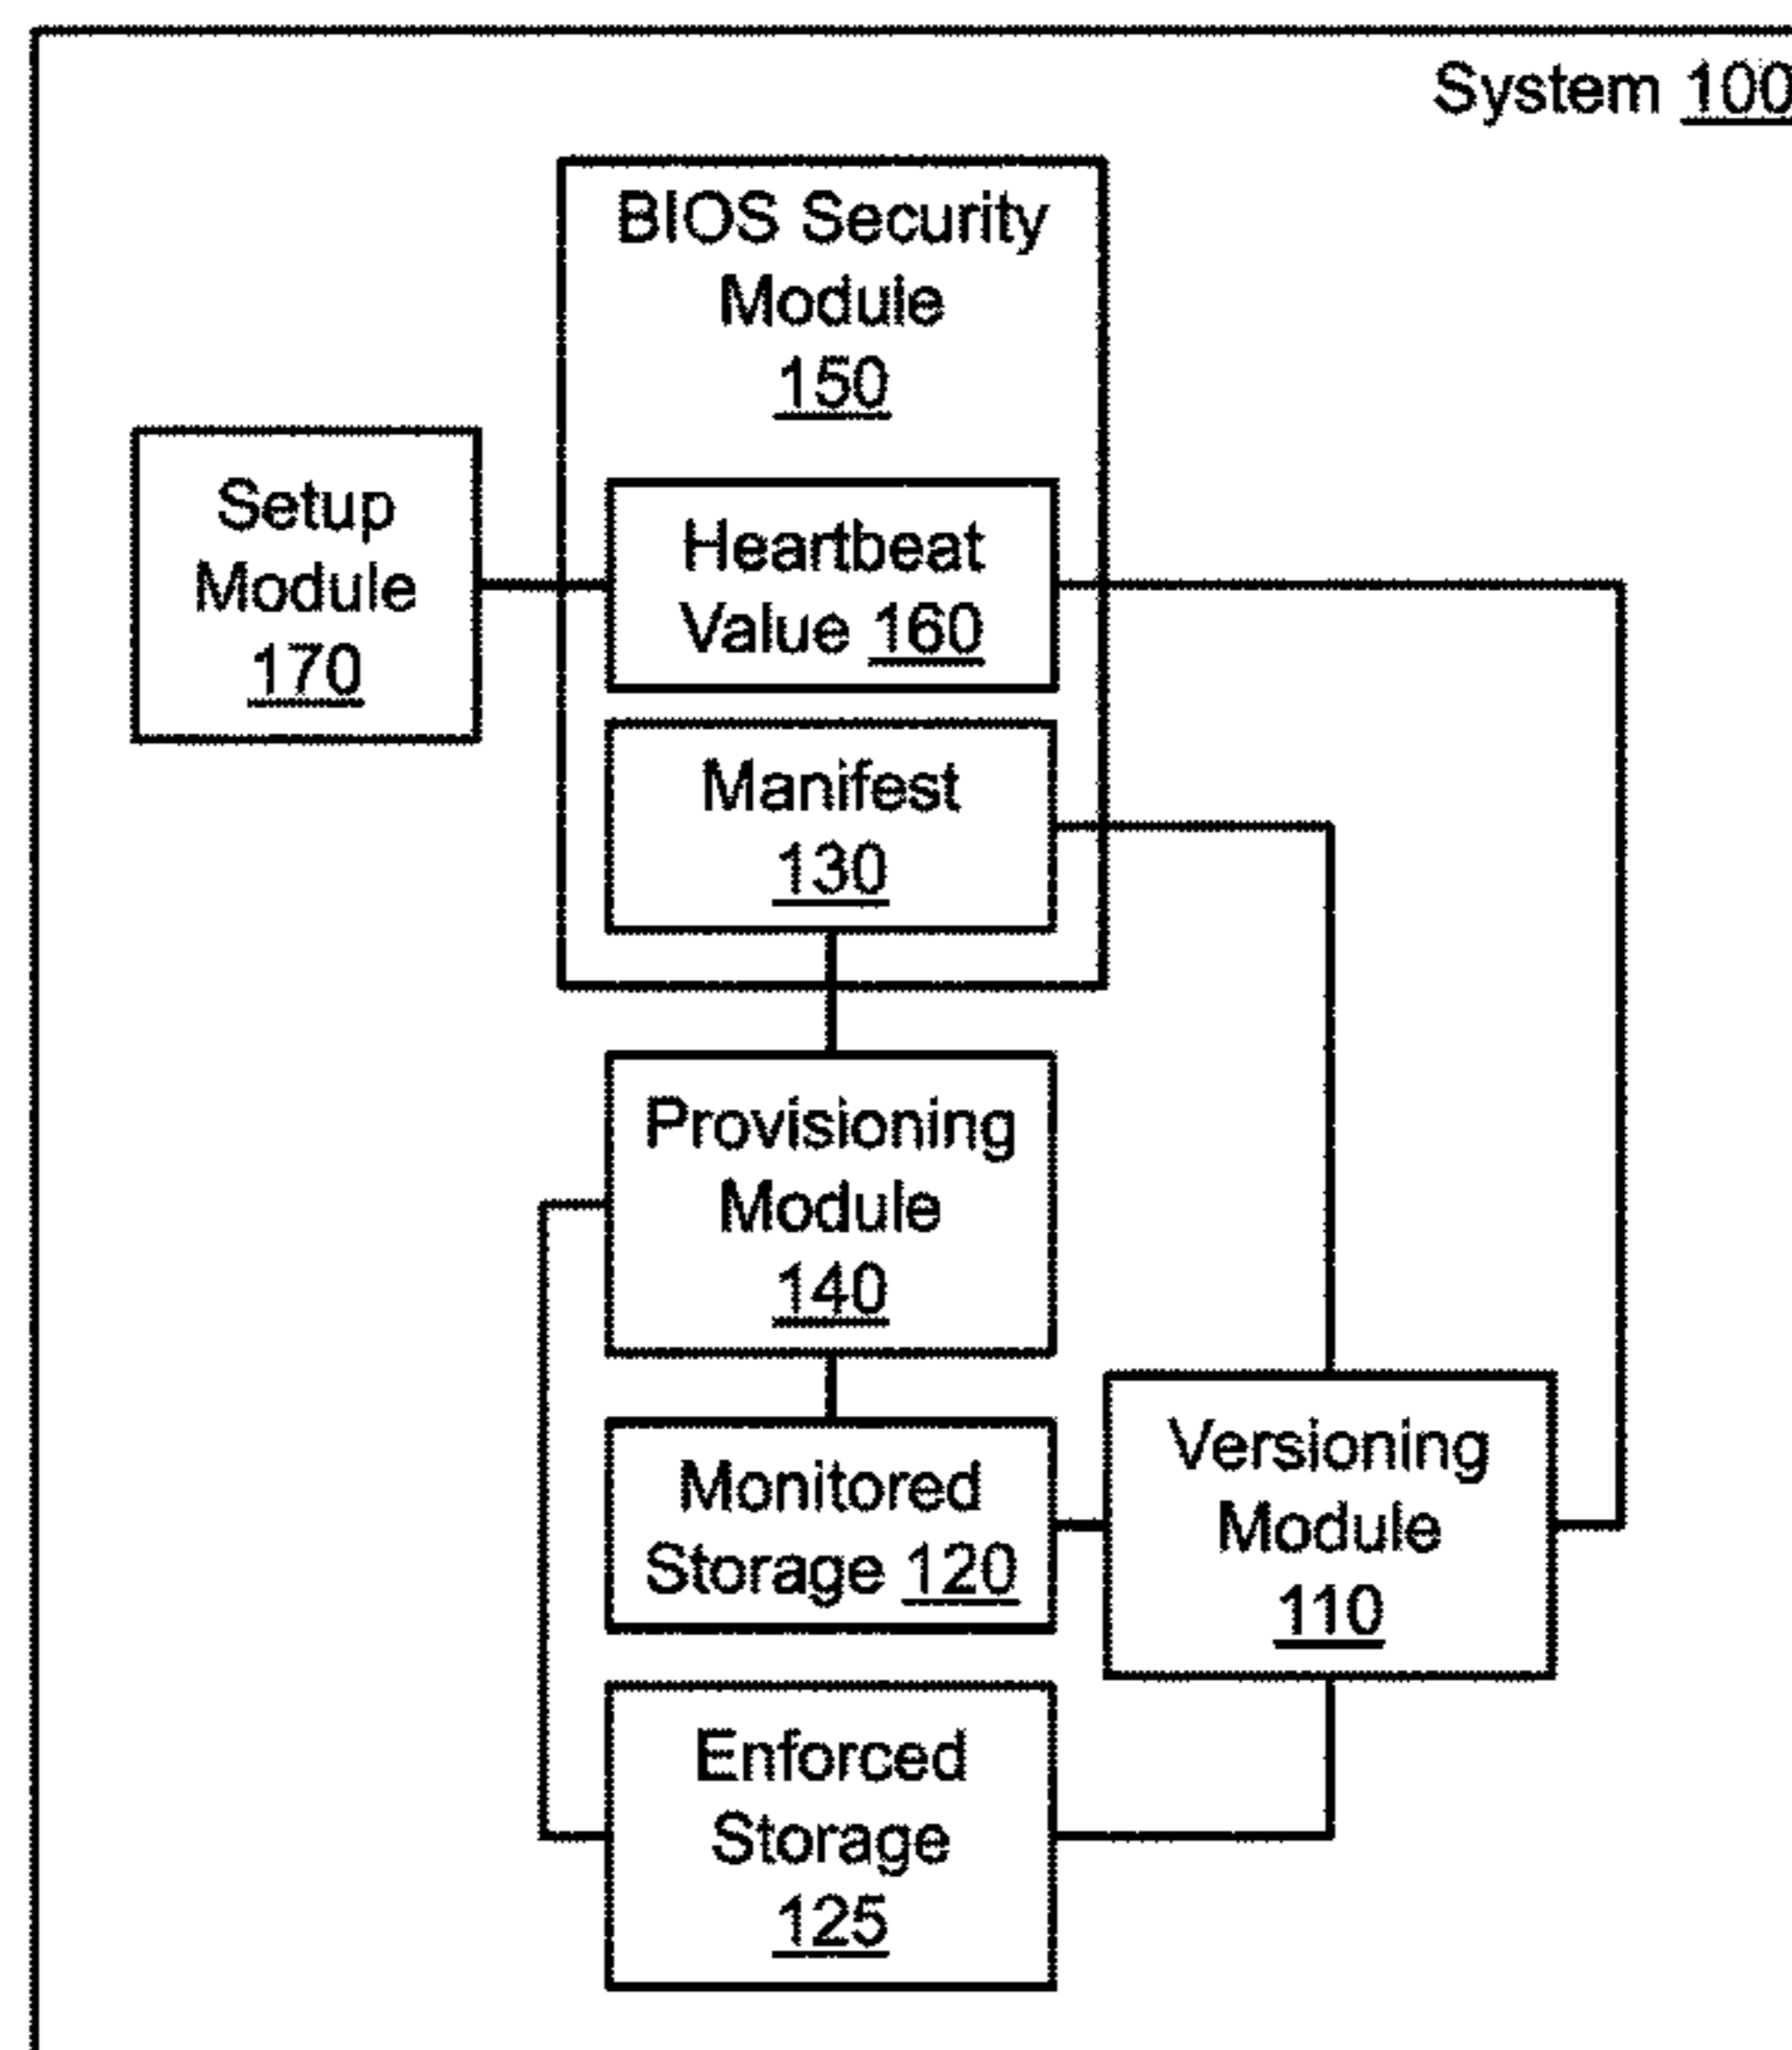 System 100
BIOS Security
Module
150
Setup
Module
170
Heartbeat
Value 160
Manifest
130
Provisioning
Module
140
Monitored
Storage 120
Versioning
Module
110
Enforced
Storage
125